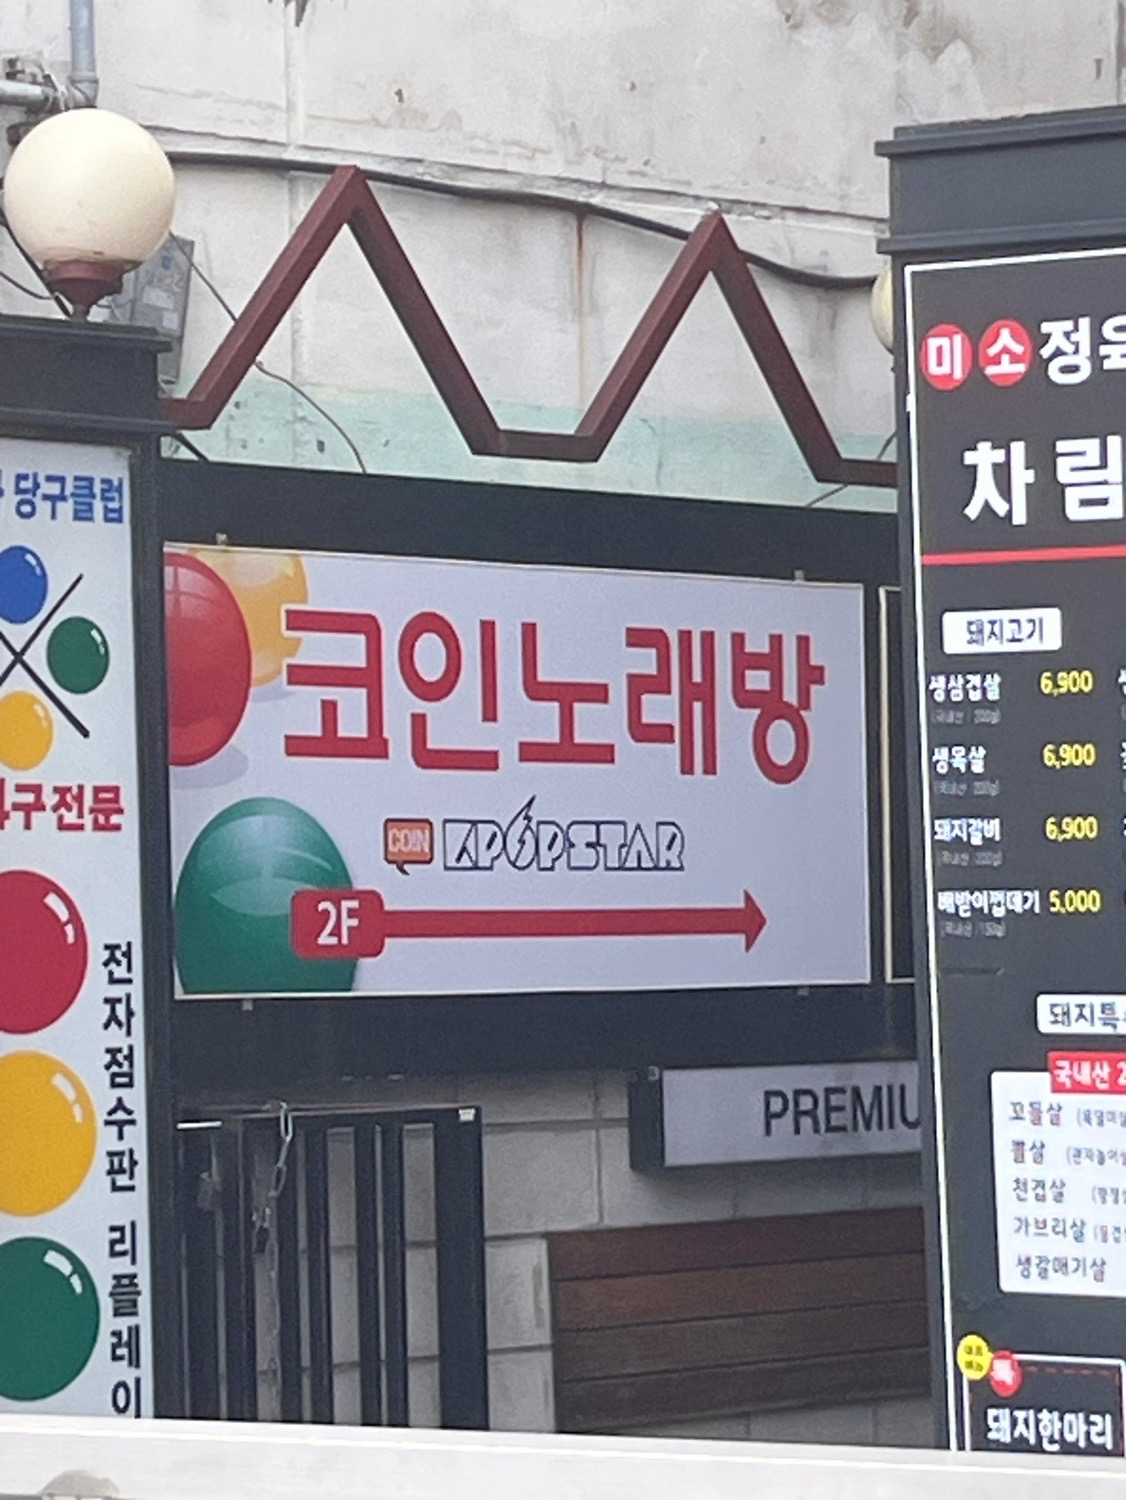 당구클럽
구전문
전자점수판 리플레이
코인노래방
COIN KPOPSTAR
2F
PREMIU
미소정육
차림
돼지고기
생삼겹살 6,900
생목살 6,900
돼지갈비 6,900
벌받이껍데기 5,000
돼지특
국내산 2
꼬들살
뽈살
천겹살
가브리살
생갈매기살
돼지한마리